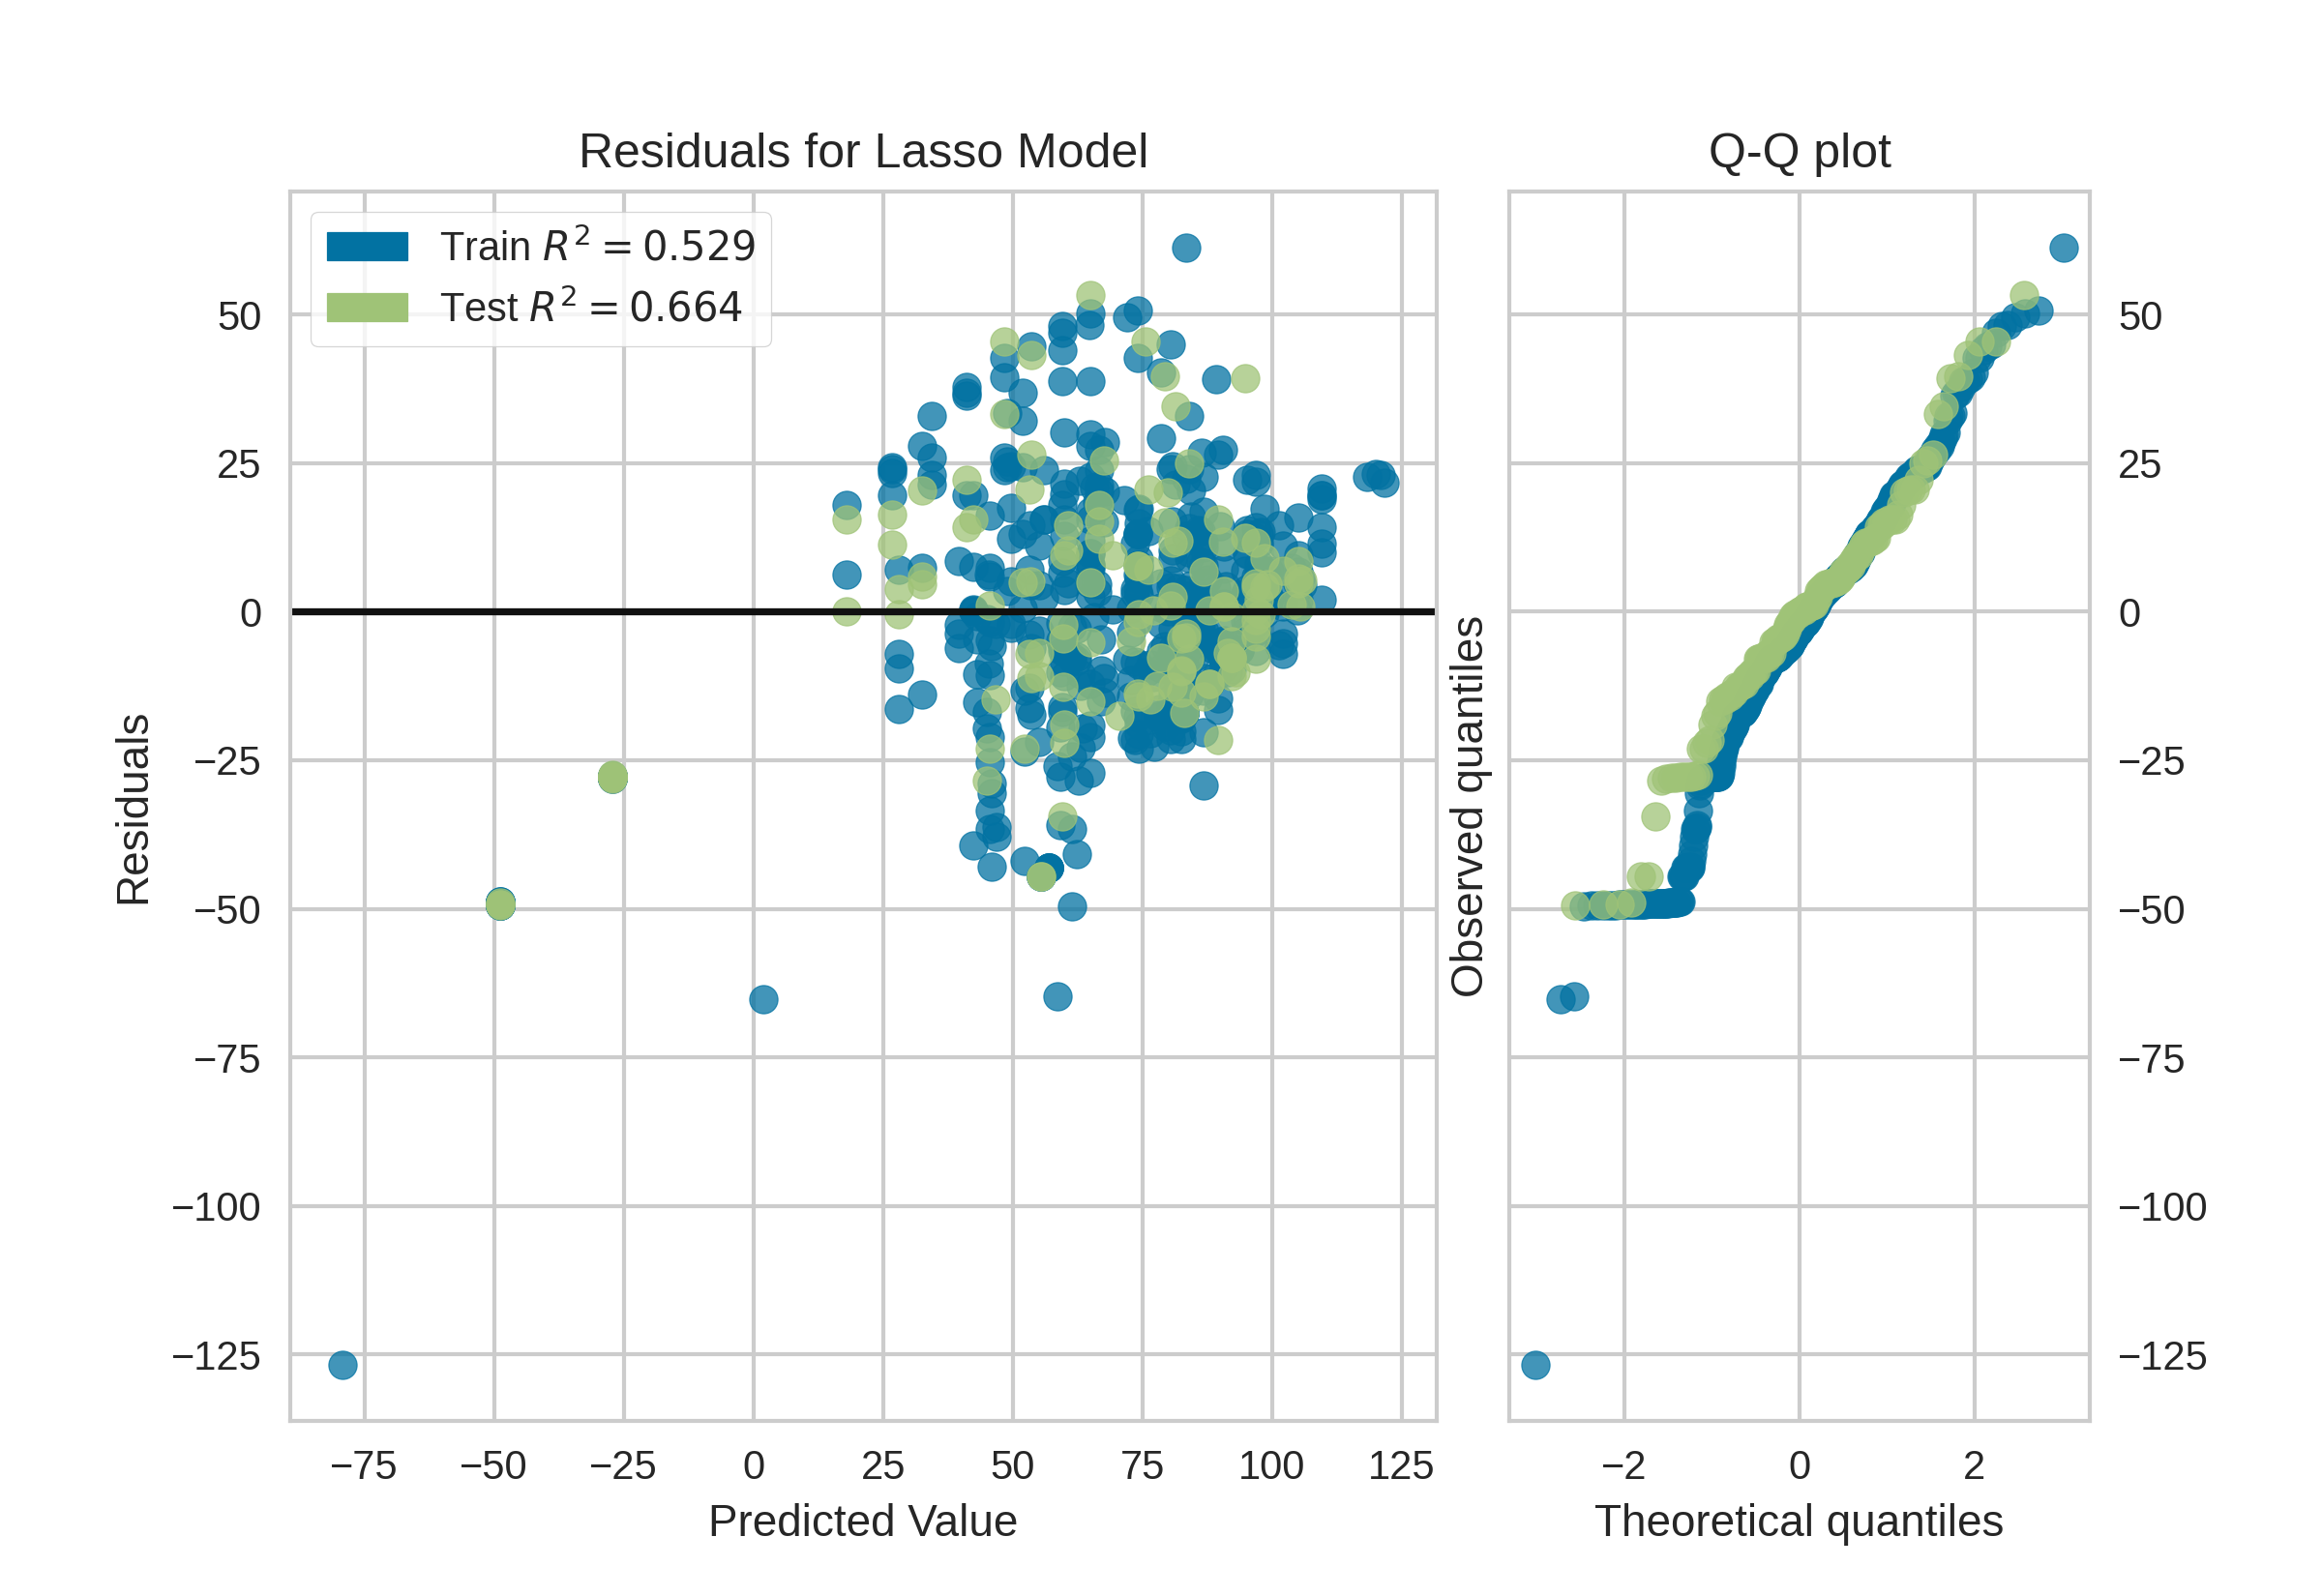 Residuals for Lasso Model
Train R² = 0.529
Test R² = 0.664
50
25
0
−25
−50
−75
−100
−125
Residuals
−75 −50 −25 0 25 50 75 100 125
Predicted Value
Q-Q plot
Observed quantiles
50
25
0
−25
−50
−75
−100
−125
−2 0 2
Theoretical quantiles